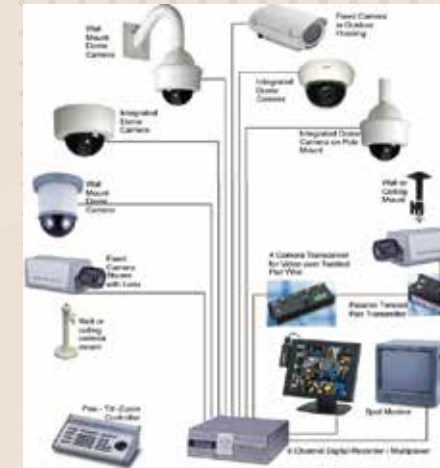 Wall
Mount
Dome
Camera
Fixed Camera
in Outdoor
Housing
Integrated
Dome
Camera
Integrated
Dome
Camera
Integrated Dome
Camera on Pole
Mount
Wall
Mount
Dome
Camera
Wall or
Ceiling
Mount
Fixed
Camera
Shown
with Lens
4 Camera Transceiver
for Video over Twisted
Pair Wire
Passive Twisted
Pair Transmitter
Wall or
ceiling
camera
mount
Pan - Tilt - Zoom
Controller
Spot Monitor
Channel Digital Recorder - Multiplexer